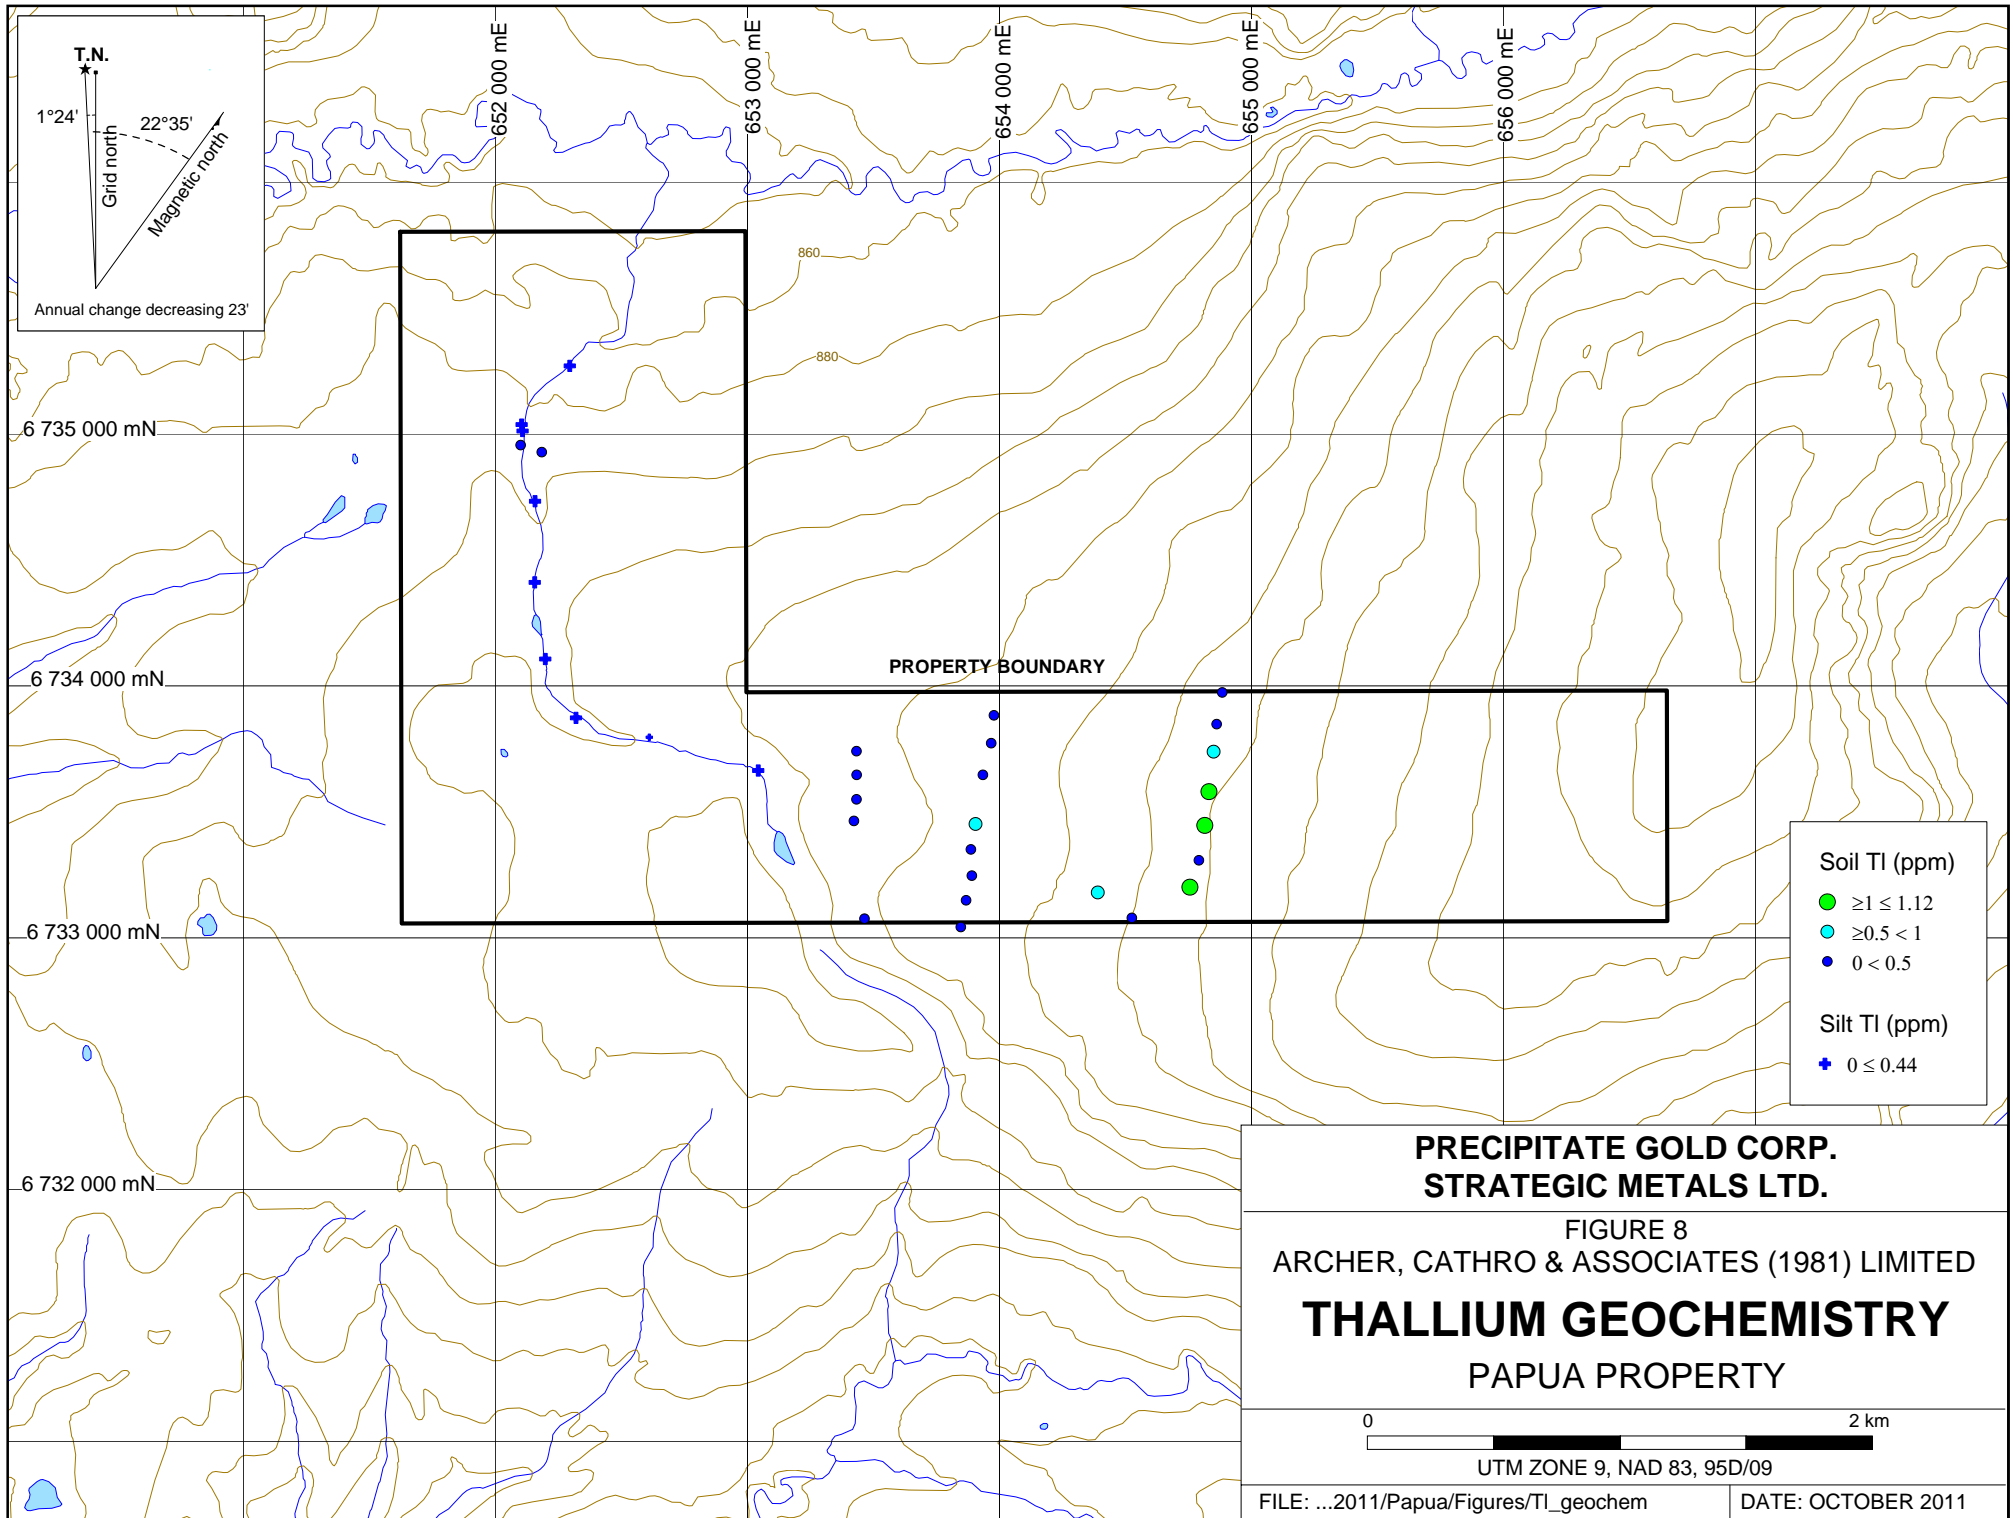 T.N.
1°24'
22°35'
Grid north
Magnetic north
Annual change decreasing 23'
652 000 mE
653 000 mE
654 000 mE
655 000 mE
656 000 mE
860
880
6 735 000 mN
6 734 000 mN
6 733 000 mN
6 732 000 mN
PROPERTY BOUNDARY
Soil Tl (ppm)
≥1 ≤ 1.12
≥0.5 < 1
0 < 0.5
Silt Tl (ppm)
0 ≤ 0.44
PRECIPITATE GOLD CORP.
STRATEGIC METALS LTD.
FIGURE 8
ARCHER, CATHRO & ASSOCIATES (1981) LIMITED
THALLIUM GEOCHEMISTRY
PAPUA PROPERTY
0 2 km
UTM ZONE 9, NAD 83, 95D/09
FILE: ...2011/Papua/Figures/Tl_geochem
DATE: OCTOBER 2011